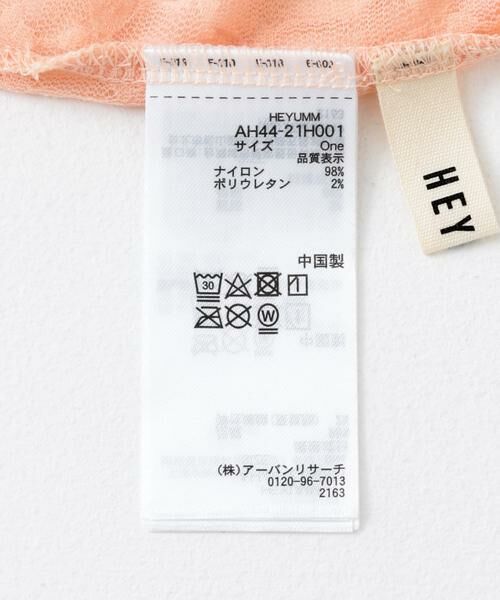 HEYUMM
AH44-21H001
サイズ One
品質表示
ナイロン 98%
ポリウレタン 2%
中国製
30
W
(株)アーバンリサーチ
0120-96-7013
2163
HEY